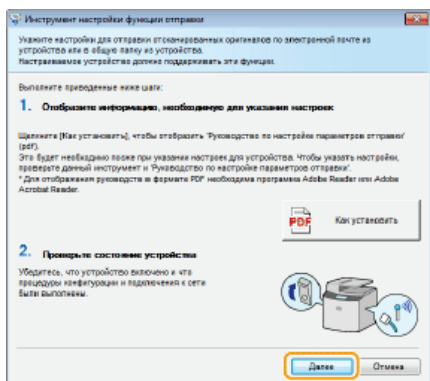 Инструмент настройки функции отправки
Укажите настройки для отправки отсканированных оригиналов по электронной почте из
устройства или в общую папку из устройства.
Настраиваемое устройство должно поддерживать эти функции.
Выполните приведенные ниже шаги:
1. Отобразите информацию, необходимую для указания настроек
Щелкните [Как установить], чтобы отобразить 'Руководство по настройке параметров отправки'
(pdf).
Это будет необходимо позже при указании настроек для устройства. Чтобы указать настройки,
проверьте данный инструмент и 'Руководство по настройке параметров отправки'.
* Для отображения руководств в формате PDF необходима программа Adobe Reader или Adobe
Acrobat Reader.
PDF Как установить
2. Проверьте состояние устройства
Убедитесь, что устройство включено и что
процедуры конфигурации и подключения к сети
были выполнены.
Далее Отмена